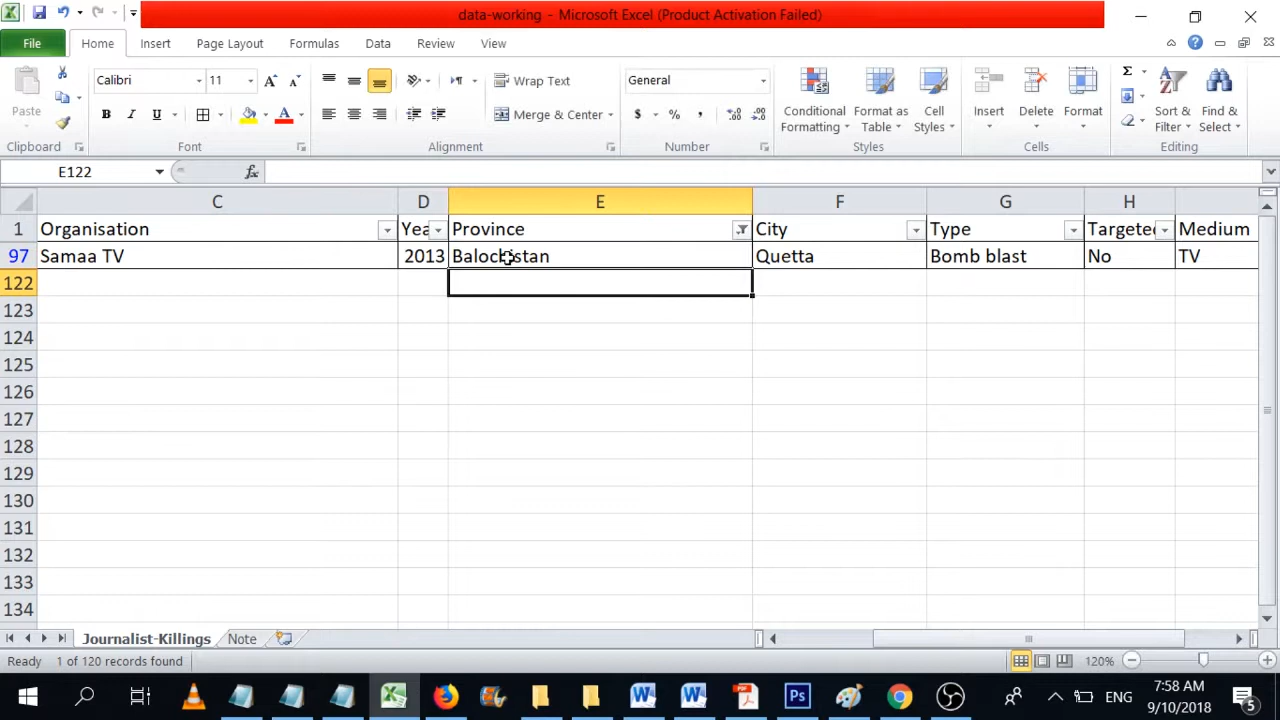 data-working - Microsoft Excel (Product Activation Failed)
File Home Insert Page Layout Formulas Data Review View
Calibri 11 Wrap Text General
Paste Merge & Center Conditional Formatting Format as Table Cell Styles Insert Delete Format Sort & Filter Find & Select
Clipboard Font Alignment Number Styles Cells Editing
E122 fx
C D E F G H
1 Organisation Yea Province City Type Targeted Medium
97 Samaa TV 2013 Balochistan Quetta Bomb blast No TV
122
123
124
125
126
127
128
129
130
131
132
133
134
Journalist-Killings Note
Ready 1 of 120 records found 120%
W W PDF Ps ENG 7:58 AM
9/10/2018 5